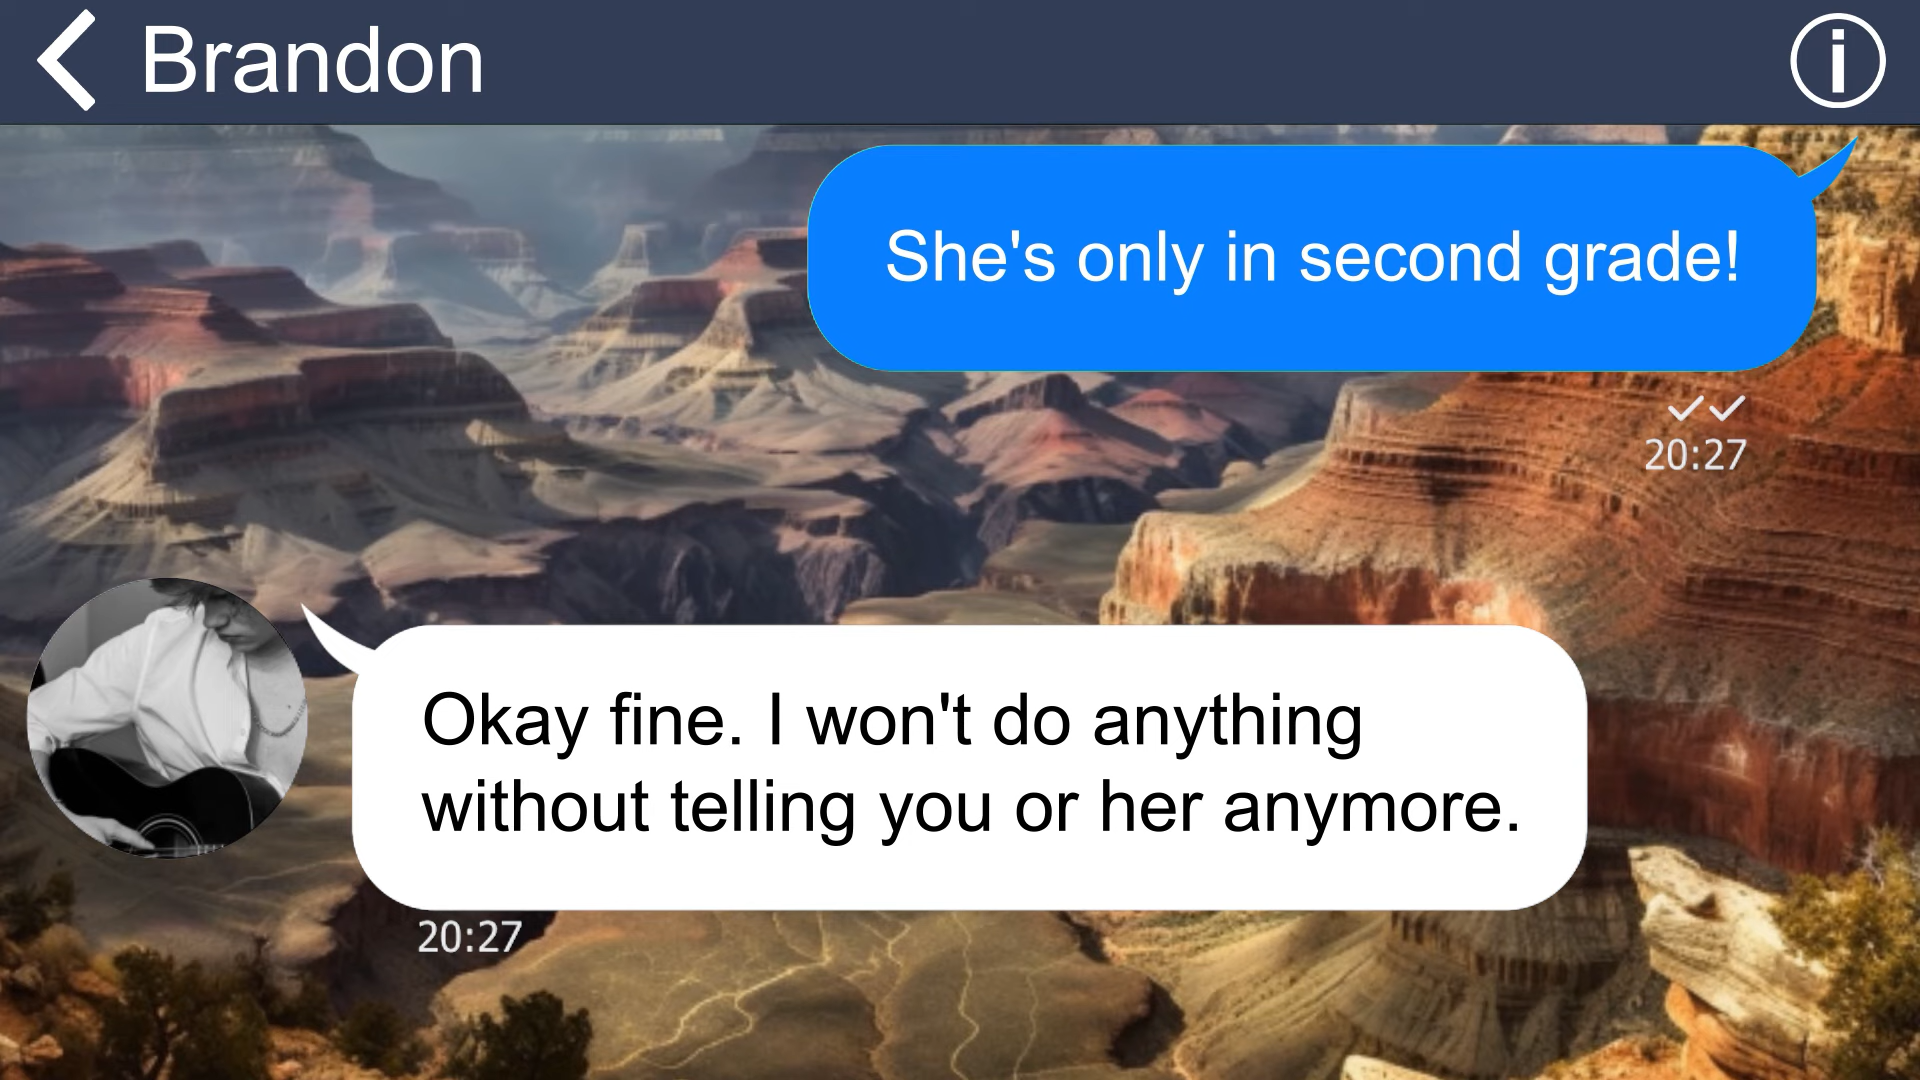 Brandon
She's only in second grade!
20:27
Okay fine. I won't do anything
without telling you or her anymore.
20:27